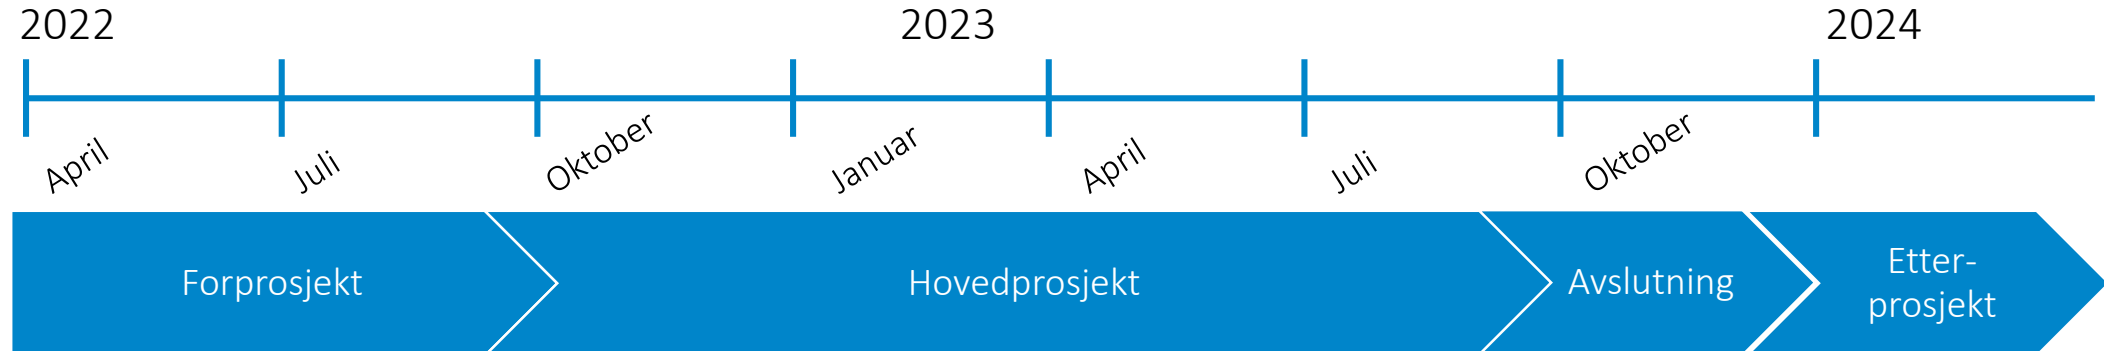 2022
2023
2024
April
Juli
Oktober
Januar
April
Juli
Oktober
Forprosjekt
Hovedprosjekt
Avslutning
Etter-
prosjekt